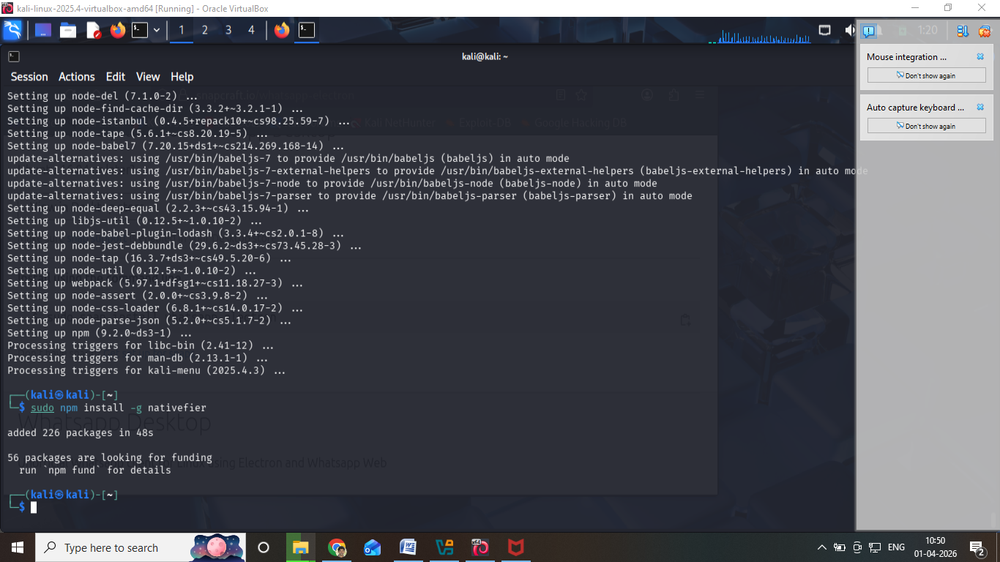 kali-linux-2025.4-virtualbox-amd64 [Running] - Oracle VirtualBox
1 2 3 4
1:20
kali@kali: ~
Session Actions Edit View Help
Mouse integration ...
Don't show again
Auto capture keyboard ...
Don't show again
Kali NetHunter Exploit-DB Google Hacking DB
Setting up node-del (7.1.0-2) ...
Setting up node-find-cache-dir (3.3.2+~3.2.1-1) ...
Setting up node-istanbul (0.4.5+repack10+~cs98.25.59-7) ...
Setting up node-tape (5.6.1+~cs8.20.19-5) ...
Setting up node-babel7 (7.20.15+ds1+~cs214.269.168-14) ...
update-alternatives: using /usr/bin/babeljs-7 to provide /usr/bin/babeljs (babeljs) in auto mode
update-alternatives: using /usr/bin/babeljs-7-external-helpers to provide /usr/bin/babeljs-external-helpers (babeljs-external-helpers) in auto mode
update-alternatives: using /usr/bin/babeljs-7-node to provide /usr/bin/babeljs-node (babeljs-node) in auto mode
update-alternatives: using /usr/bin/babeljs-7-parser to provide /usr/bin/babeljs-parser (babeljs-parser) in auto mode
Setting up node-deep-equal (2.2.3+~cs43.15.94-1) ...
Setting up libjs-util (0.12.5+~1.0.10-2) ...
Setting up node-babel-plugin-lodash (3.3.4+~cs2.0.1-8) ...
Setting up node-jest-debbundle (29.6.2~ds3+~cs73.45.28-3) ...
Setting up node-tap (16.3.7+ds3+~cs49.5.20-6) ...
Setting up node-util (0.12.5+~1.0.10-2) ...
Setting up webpack (5.97.1+dfsg1+~cs11.18.27-3) ...
Setting up node-assert (2.0.0+~cs3.9.8-2) ...
Setting up node-css-loader (6.8.1+~cs14.0.17-2) ...
Setting up node-parse-json (5.2.0+~cs5.1.7-2) ...
Setting up npm (9.2.0~ds3-1) ...
Processing triggers for libc-bin (2.41-12) ...
Processing triggers for man-db (2.13.1-1) ...
Processing triggers for kali-menu (2025.4.3) ...
┌──(kali㉿kali)-[~]
└─$ sudo npm install -g nativefier
Whatsapp Desktop
added 226 packages in 48s
56 packages are looking for funding
using Electron and Whatsapp Web
run `npm fund` for details
┌──(kali㉿kali)-[~]
└─$
Type here to search
ENG
10:50
01-04-2026
2